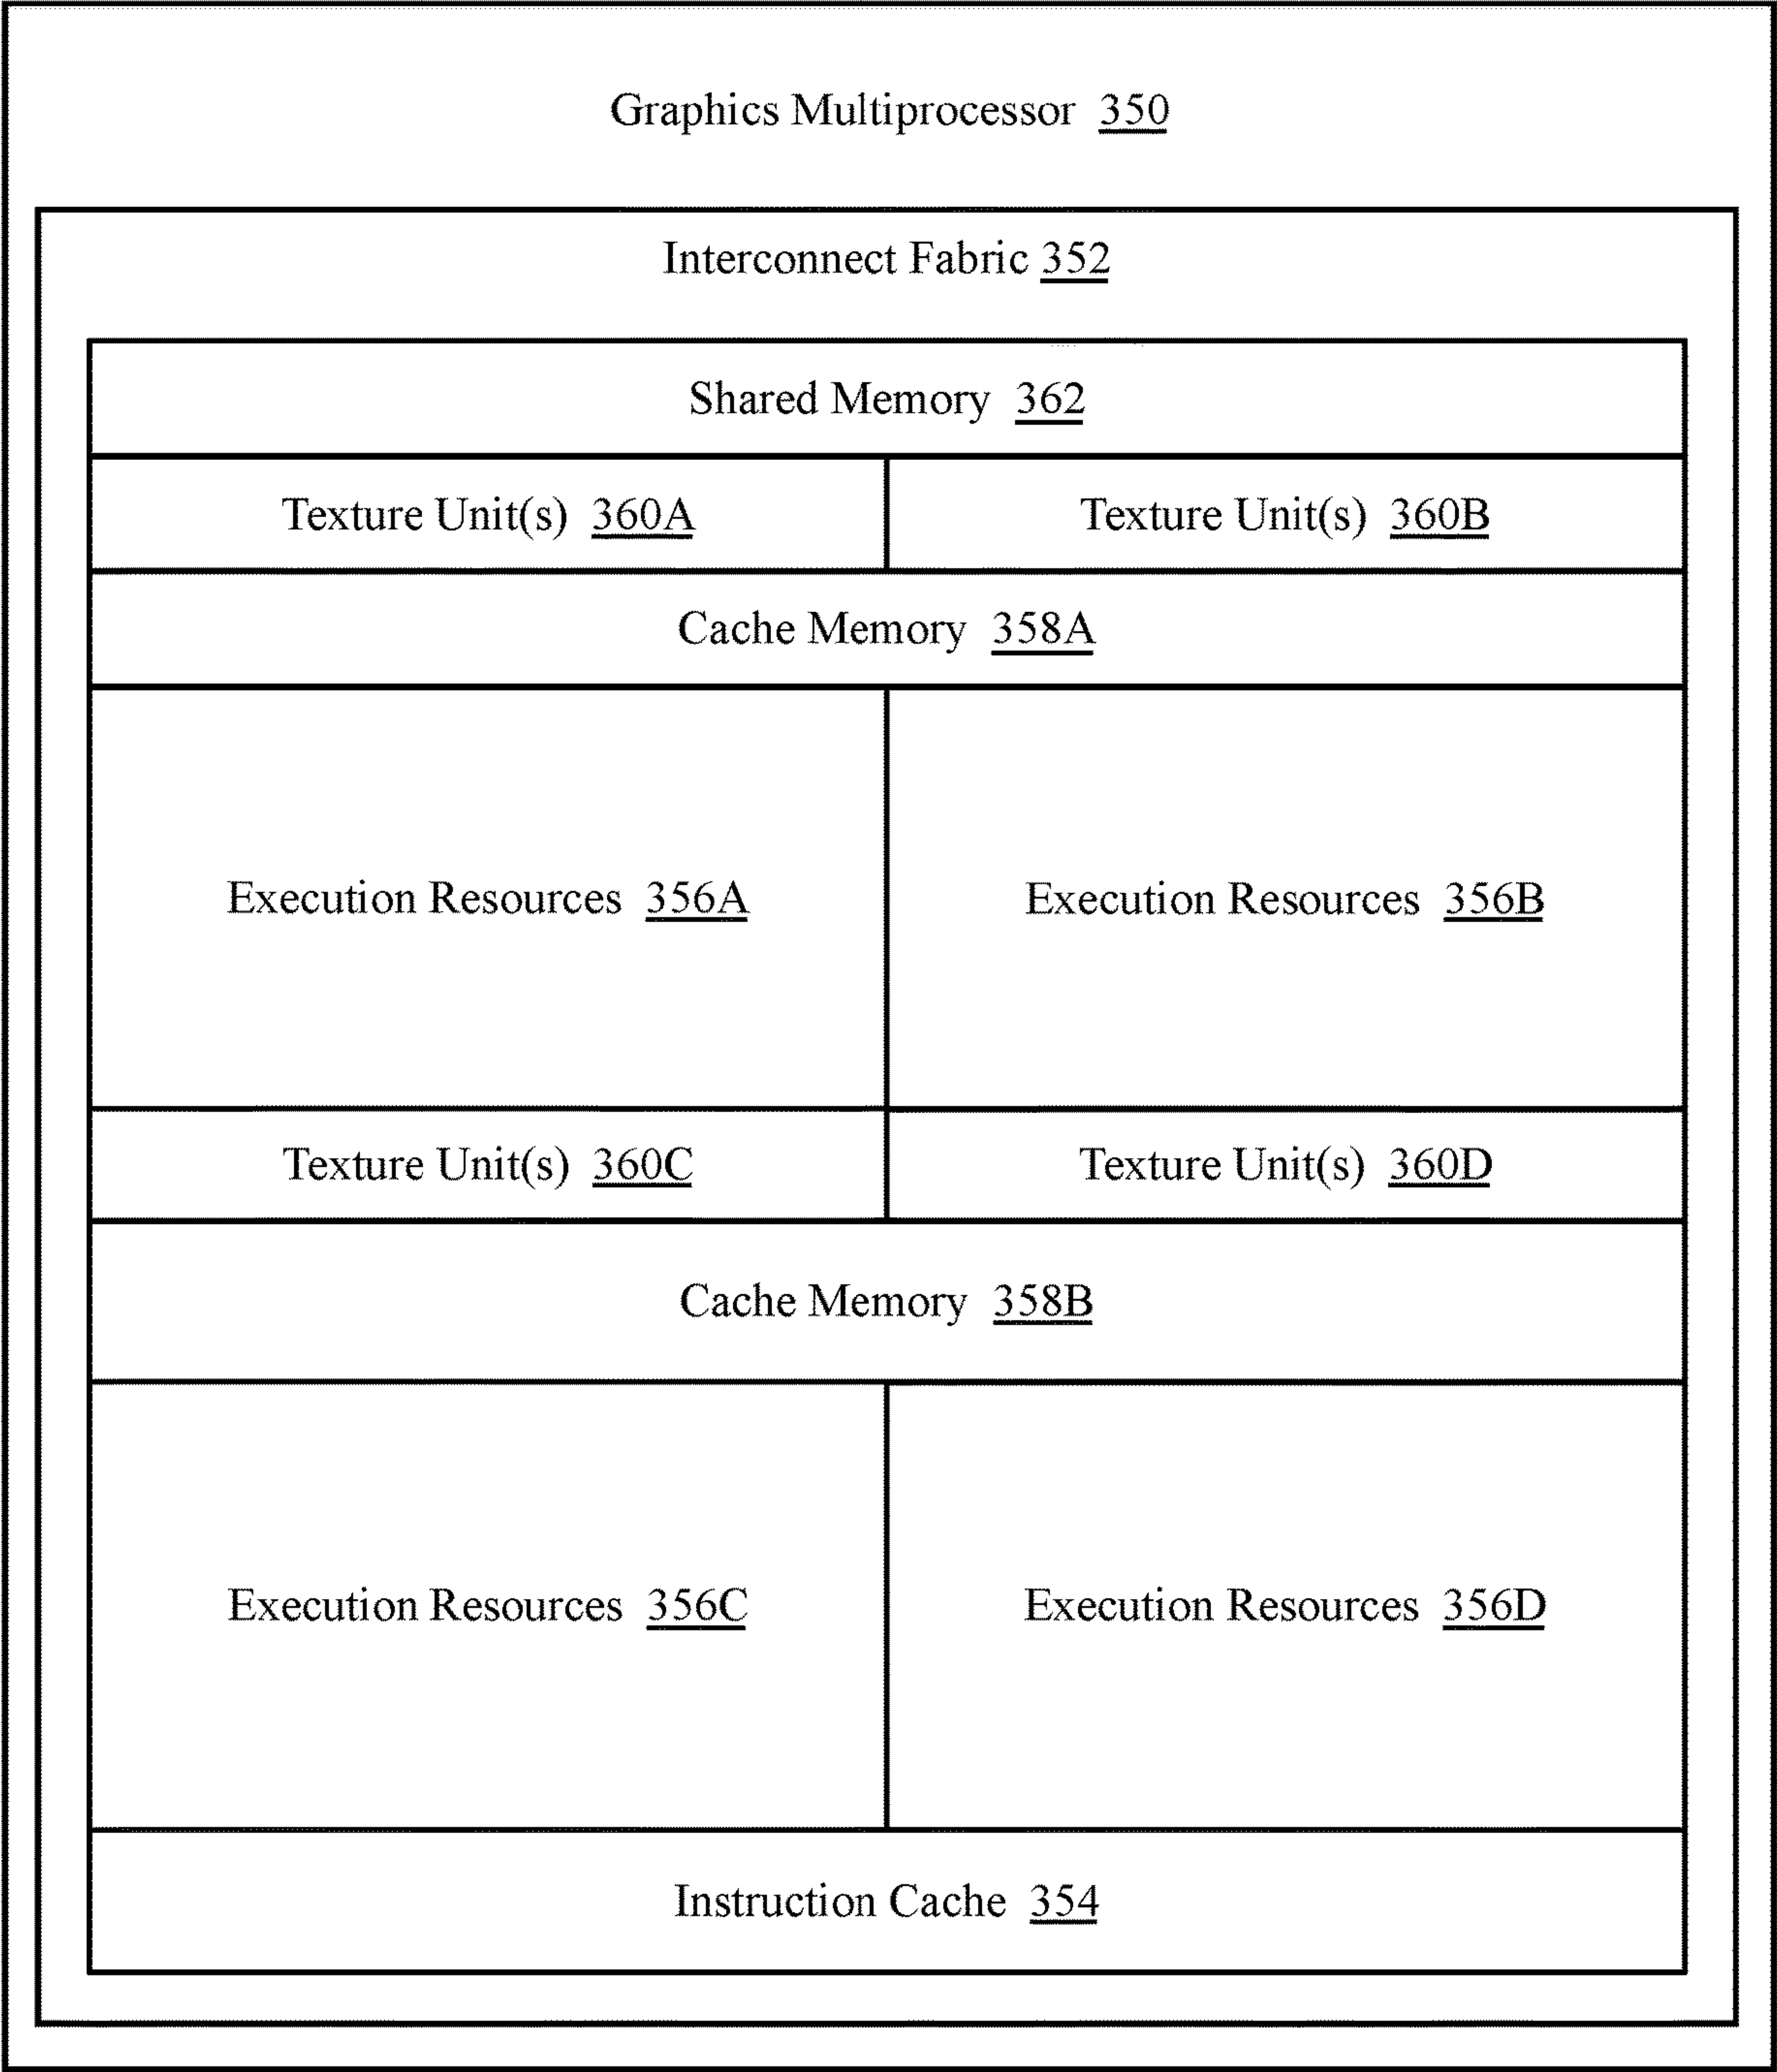 Graphics Multiprocessor 350
Interconnect Fabric 352
Shared Memory 362
Texture Unit(s) 360A
Texture Unit(s) 360B
Cache Memory 358A
Execution Resources 356A
Execution Resources 356B
Texture Unit(s) 360C
Texture Unit(s) 360D
Cache Memory 358B
Execution Resources 356C
Execution Resources 356D
Instruction Cache 354